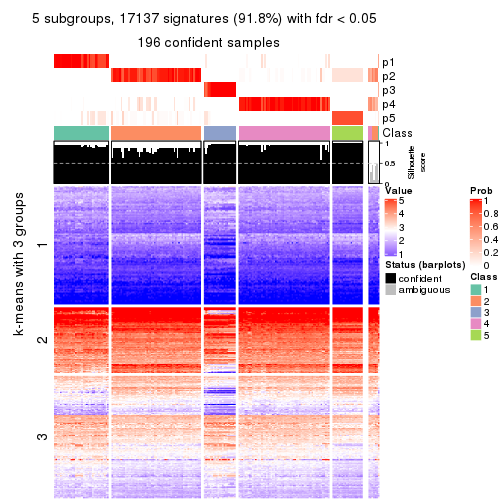 5 subgroups, 17137 signatures (91.8%) with fdr < 0.05
196 confident samples
p1
p2
p3
p4
p5
Class
1
0.5
0
Silhouette
score
k-means with 3 groups
1
2
3
Value
5
4
3
2
1
Status (barplots)
confident
ambiguous
Prob
1
0.8
0.6
0.4
0.2
0
Class
1
2
3
4
5